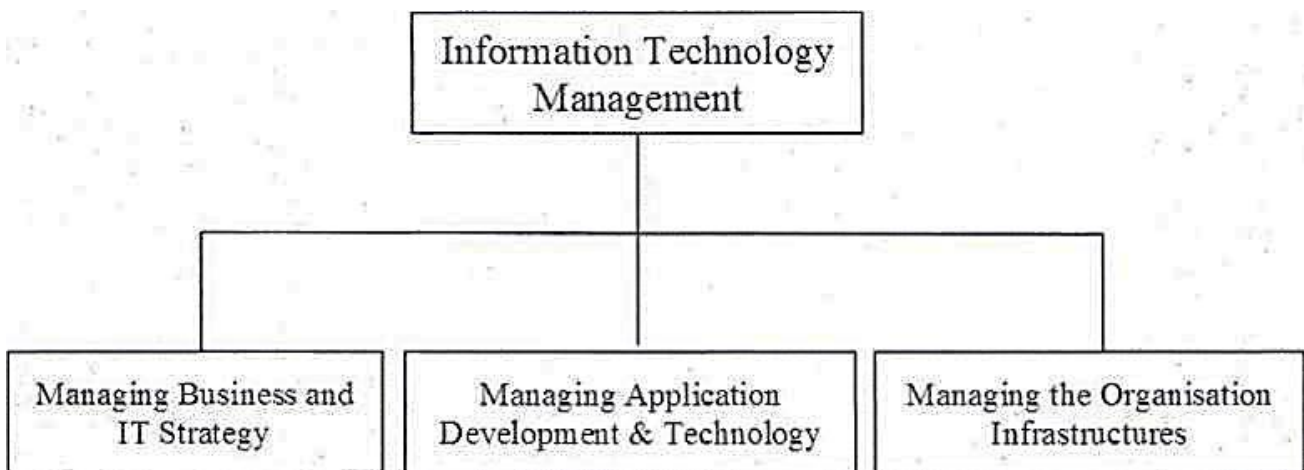 Information Technology
Management
Managing Business and
IT Strategy
Managing Application
Development & Technology
Managing the Organisation
Infrastructures